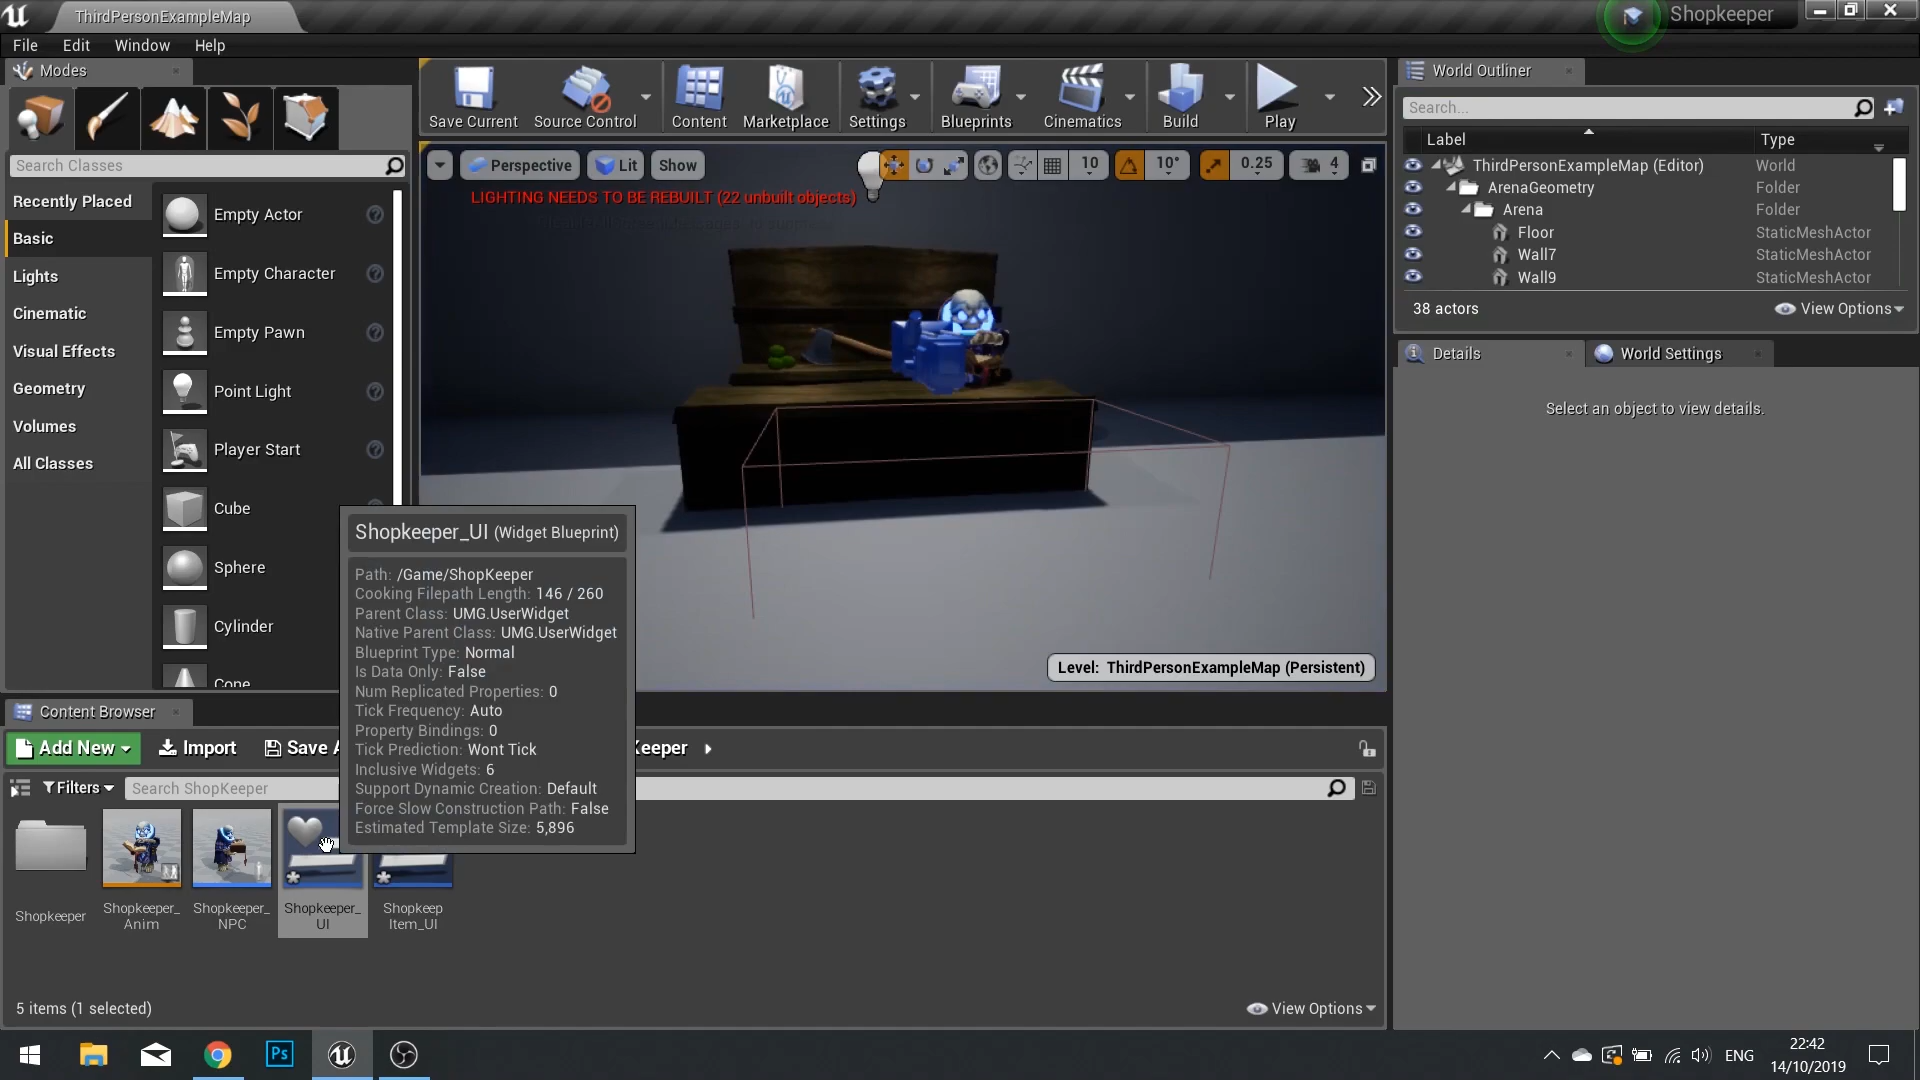 ThirdPersonExampleMap
Shopkeeper
File Edit Window Help
Modes
Search Classes
Recently Placed
Basic
Lights
Cinematic
Visual Effects
Geometry
Volumes
All Classes
Empty Actor
Empty Character
Empty Pawn
Point Light
Player Start
Cube
Sphere
Cylinder
Cone
Save Current
Source Control
Content
Marketplace
Settings
Blueprints
Cinematics
Build
Play
Perspective
Lit
Show
10
10°
0.25
4
LIGHTING NEEDS TO BE REBUILT (22 unbuilt objects)
Level: ThirdPersonExampleMap (Persistent)
World Outliner
Search...
Label Type
ThirdPersonExampleMap (Editor) World
ArenaGeometry Folder
Arena Folder
Floor StaticMeshActor
Wall7 StaticMeshActor
Wall9 StaticMeshActor
38 actors
View Options
Details
World Settings
Select an object to view details.
Shopkeeper_UI (Widget Blueprint)
Path: /Game/ShopKeeper
Cooking Filepath Length: 146 / 260
Parent Class: UMG.UserWidget
Native Parent Class: UMG.UserWidget
Blueprint Type: Normal
Is Data Only: False
Num Replicated Properties: 0
Tick Frequency: Auto
Property Bindings: 0
Tick Prediction: Wont Tick
Inclusive Widgets: 6
Support Dynamic Creation: Default
Force Slow Construction Path: False
Estimated Template Size: 5,896
Content Browser
Add New
Import
Save A
Keeper
Filters
Search ShopKeeper
Shopkeeper
Shopkeeper_
Anim
Shopkeeper_
NPC
Shopkeeper_
UI
Shopkeep
Item_UI
5 items (1 selected)
View Options
Ps
ENG
22:42
14/10/2019